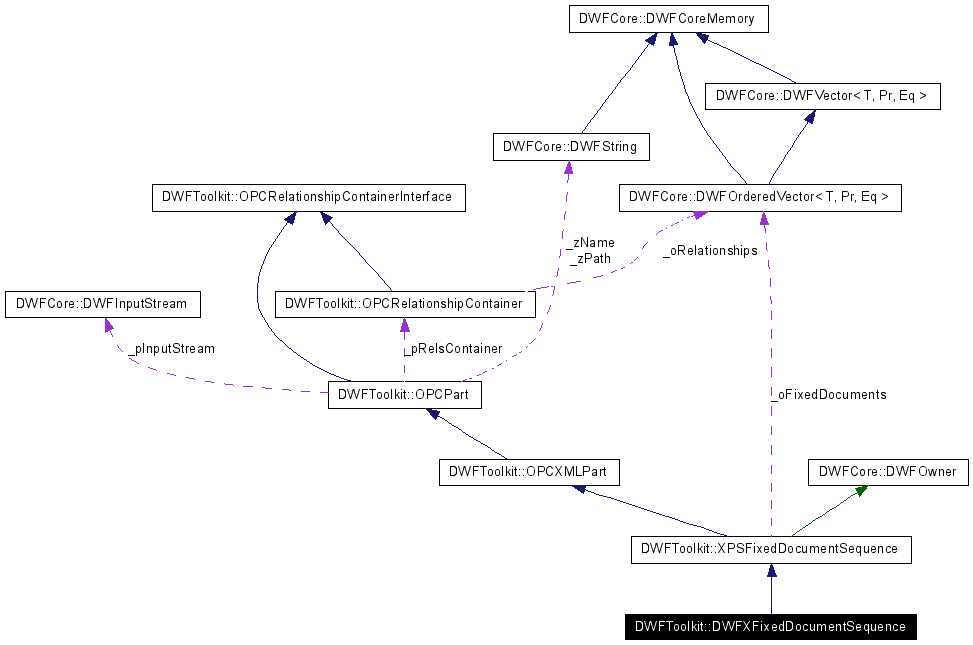 DWFCore::DWFCoreMemory
DWFCore::DWFVector< T, Pr, Eq >
DWFCore::DWFString
DWFToolkit::OPCRelationshipContainerInterface
DWFCore::DWFOrderedVector< T, Pr, Eq >
_zName
_zPath
_oRelationships
DWFCore::DWFInputStream
DWFToolkit::OPCRelationshipContainer
_pInputStream
_pRelsContainer
DWFToolkit::OPCPart
_oFixedDocuments
DWFToolkit::OPCXMLPart
DWFCore::DWFOwner
DWFToolkit::XPSFixedDocumentSequence
DWFToolkit::DWFXFixedDocumentSequence